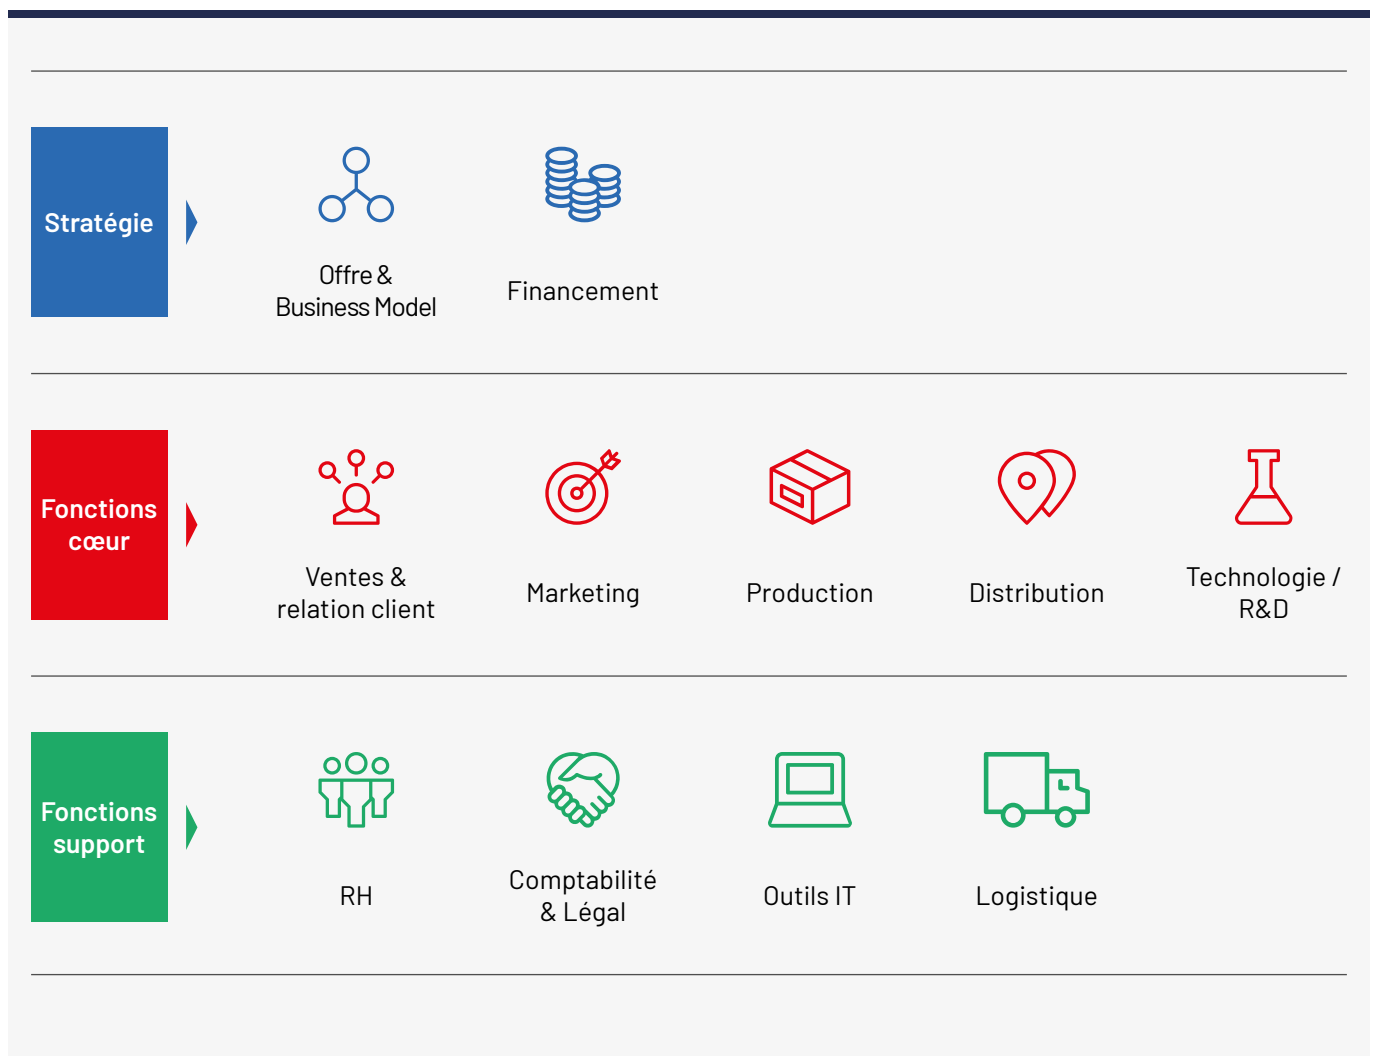 Stratégie
Offre &
Business Model
Financement
Fonctions
cœur
Ventes &
relation client
Marketing
Production
Distribution
Technologie /
R&D
Fonctions
support
RH
Comptabilité
& Légal
Outils IT
Logistique